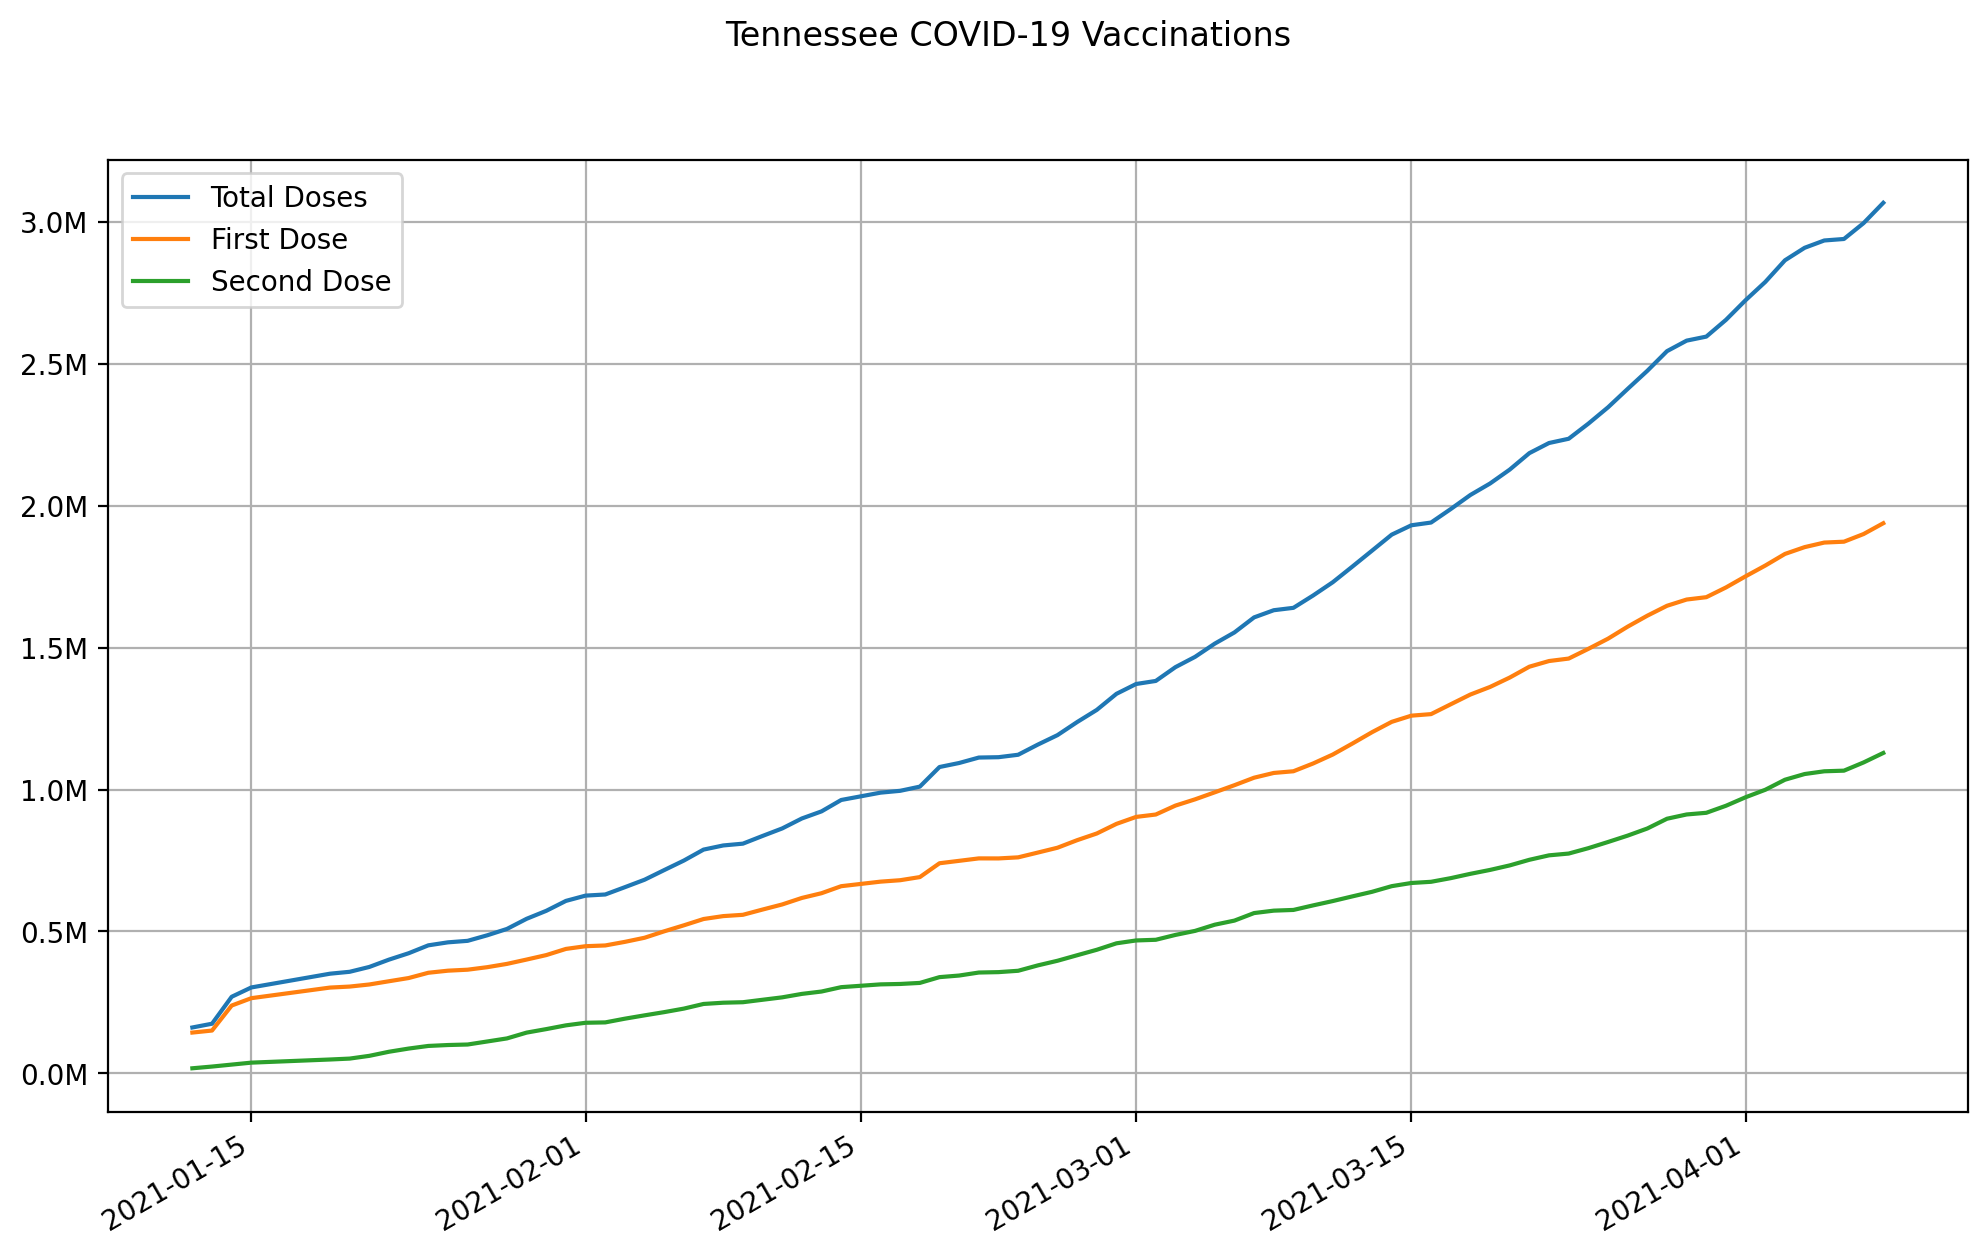 Tennessee COVID-19 Vaccinations
Total Doses
First Dose
Second Dose
3.0M
2.5M
2.0M
1.5M
1.0M
0.5M
0.0M
2021-01-15
2021-02-01
2021-02-15
2021-03-01
2021-03-15
2021-04-01